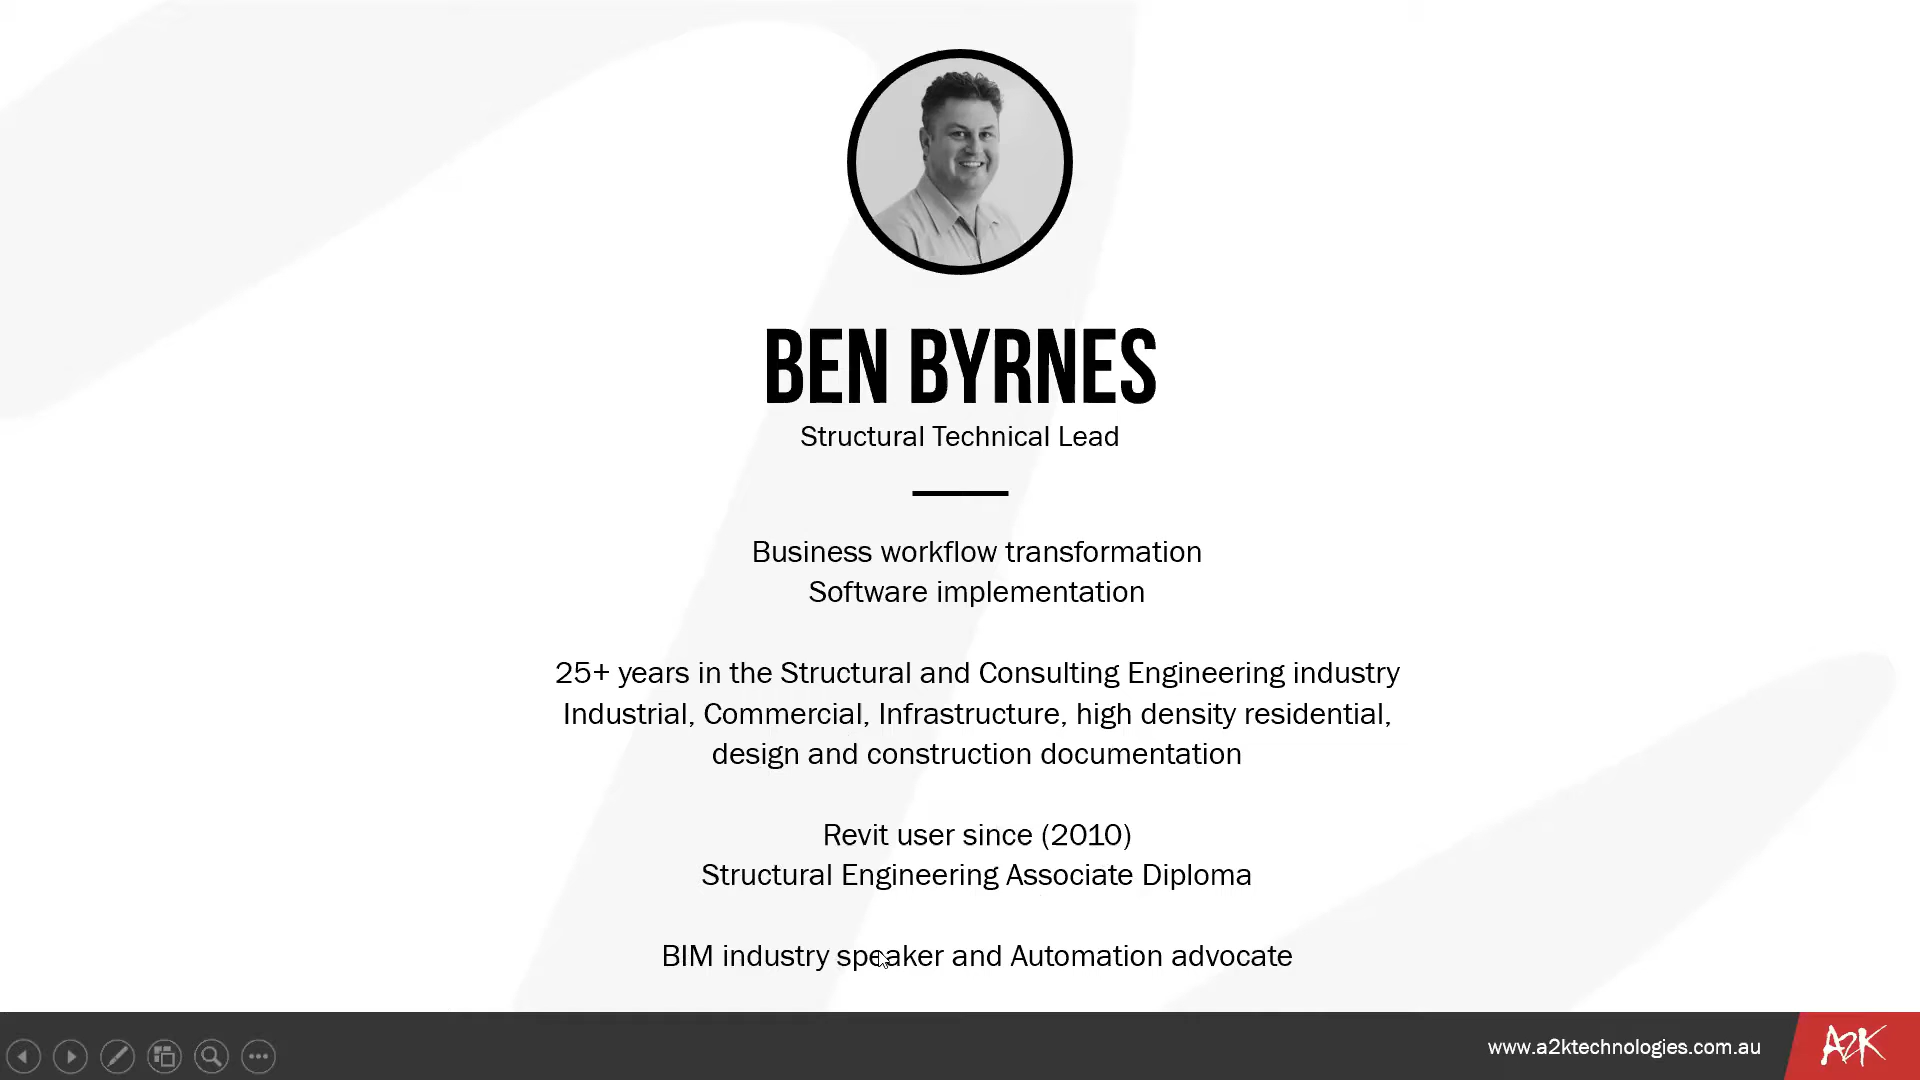 BEN BYRNES
Structural Technical Lead
Business workflow transformation
Software implementation
25+ years in the Structural and Consulting Engineering industry
Industrial, Commercial, Infrastructure, high density residential,
design and construction documentation
Revit user since (2010)
Structural Engineering Associate Diploma
BIM industry speaker and Automation advocate
www.a2ktechnologies.com.au
A2K